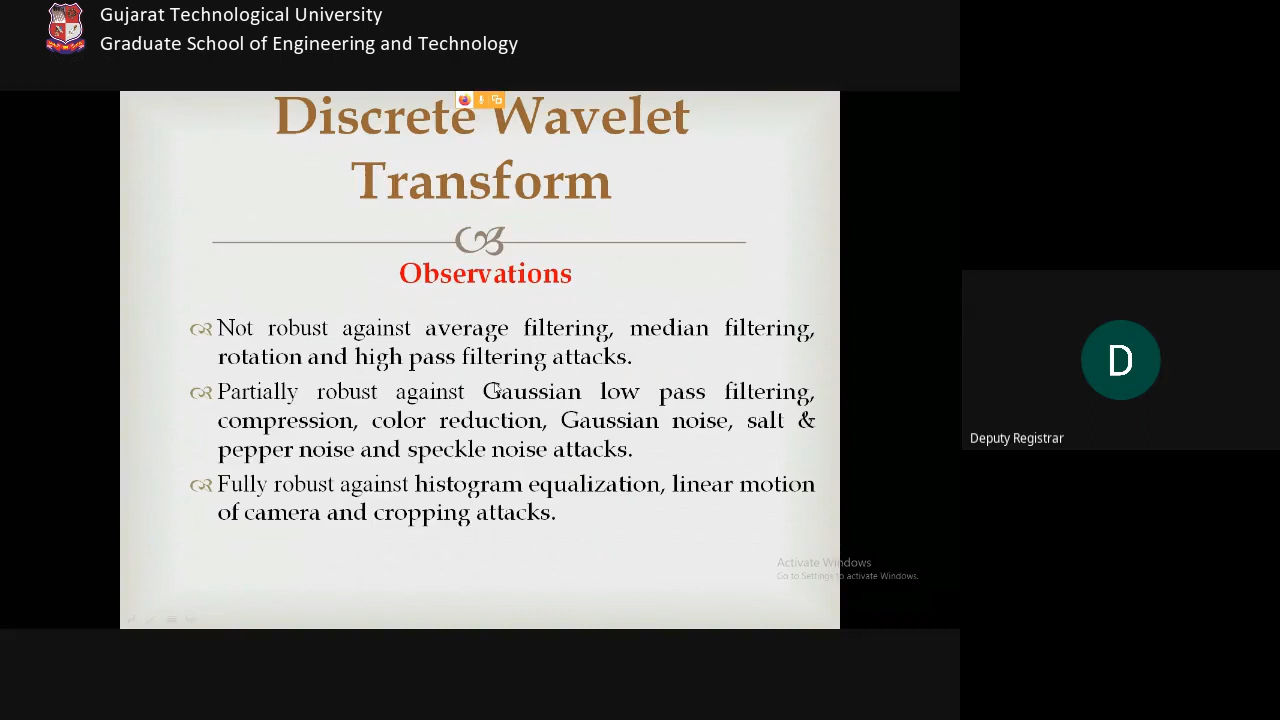 Gujarat Technological University
Graduate School of Engineering and Technology
Discrete Wavelet
Transform
Observations
Not robust against average filtering, median filtering,
rotation and high pass filtering attacks.
Partially robust against Gaussian low pass filtering,
compression, color reduction, Gaussian noise, salt &
pepper noise and speckle noise attacks.
Fully robust against histogram equalization, linear motion
of camera and cropping attacks.
Activate Windows
Go to Settings to activate Windows.
D
Deputy Registrar